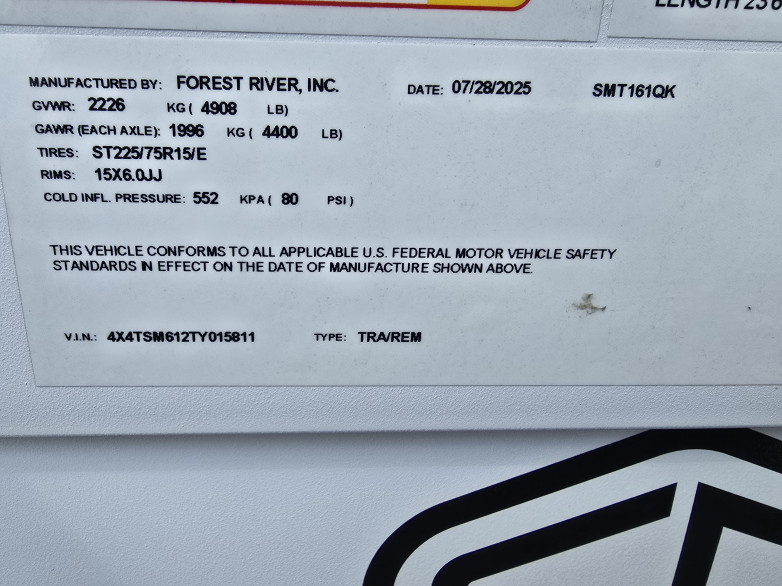 LENGTH 23'6
MANUFACTURED BY: FOREST RIVER, INC. DATE: 07/28/2025 SMT161QK
GVWR: 2226 KG ( 4908 LB)
GAWR (EACH AXLE): 1996 KG ( 4400 LB)
TIRES: ST225/75R15/E
RIMS: 15X6.0JJ
COLD INFL. PRESSURE: 552 KPA ( 80 PSI )
THIS VEHICLE CONFORMS TO ALL APPLICABLE U.S. FEDERAL MOTOR VEHICLE SAFETY
STANDARDS IN EFFECT ON THE DATE OF MANUFACTURE SHOWN ABOVE.
V.I.N.: 4X4TSM612TY015811 TYPE: TRA/REM